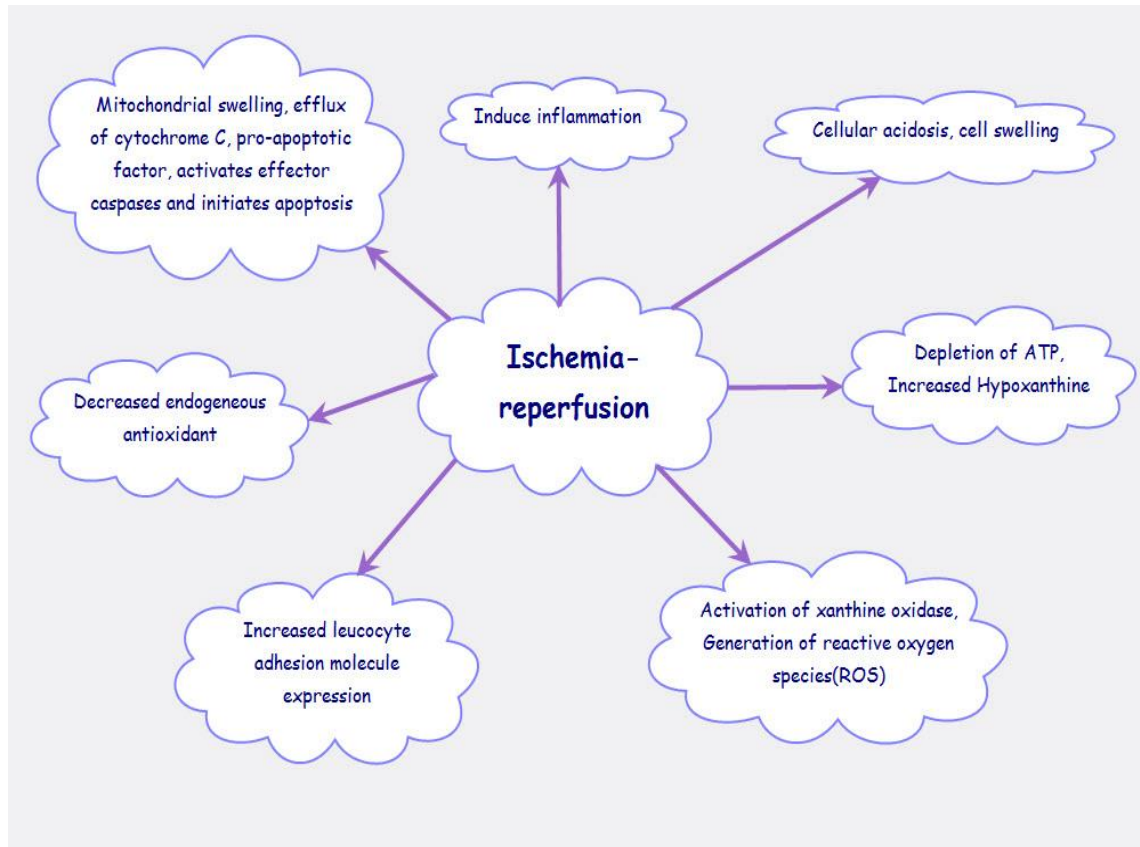 Mitochondrial swelling, efflux
of cytochrome C, pro-apoptotic
factor, activates effector
caspases and initiates apoptosis
Induce inflammation
Cellular acidosis, cell swelling
Ischemia-
reperfusion
Depletion of ATP,
Increased Hypoxanthine
Decreased endogeneous
antioxidant
Increased leucocyte
adhesion molecule
expression
Activation of xanthine oxidase,
Generation of reactive oxygen
species(ROS)